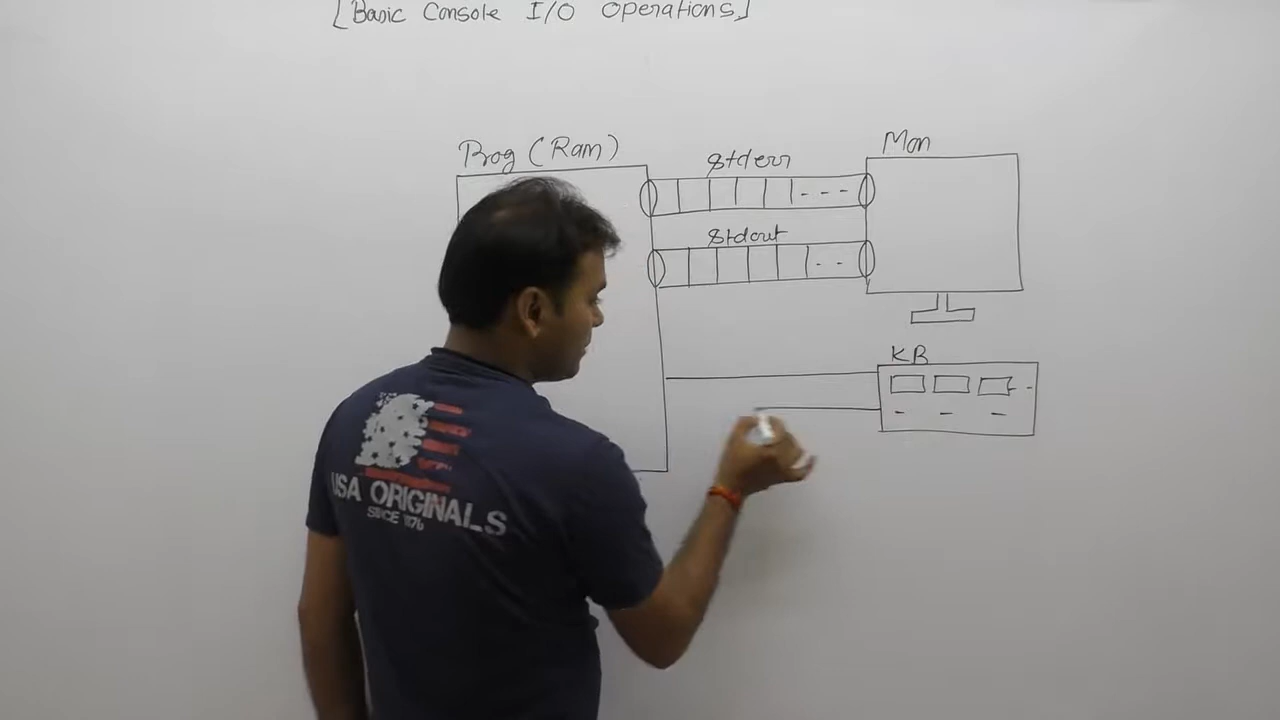 [Basic Console I/O Operations]
Prog (Ram)
stderr
Mon
stdout
KB
USA ORIGINALS
SINCE 1776